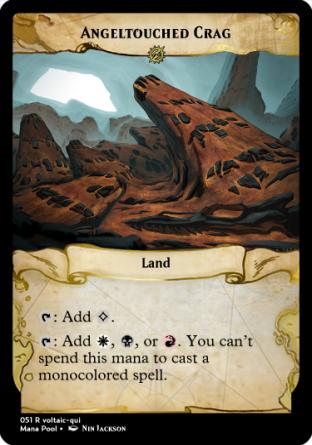 Angeltouched Crag
Land
: Add .
: Add , , or . You can't
spend this mana to cast a
monocolored spell.
051 R voltaic-qui
Mana Pool • Nin Jackson